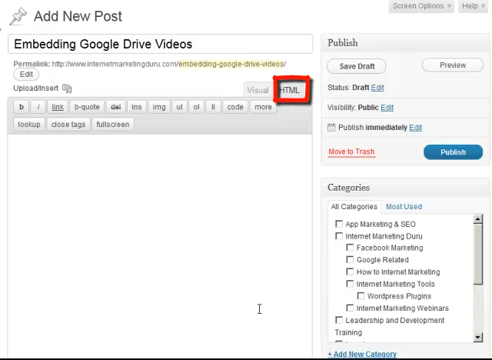 Screen Options Help
Add New Post
Embedding Google Drive Videos
Permalink: http://www.internetmarketingduru.com/embedding-google-drive-videos/
Edit
Upload/Insert
Visual HTML
b i link b-quote del ins img ul ol li code more
lookup close tags fullscreen
Publish
Save Draft Preview
Status: Draft Edit
Visibility: Public Edit
Publish immediately Edit
Move to Trash Publish
Categories
All Categories Most Used
App Marketing & SEO
Internet Marketing Duru
Facebook Marketing
Google Related
How to Internet Marketing
Internet Marketing Tools
Wordpress Plugins
Internet Marketing Webinars
Leadership and Development
Training
+ Add New Category